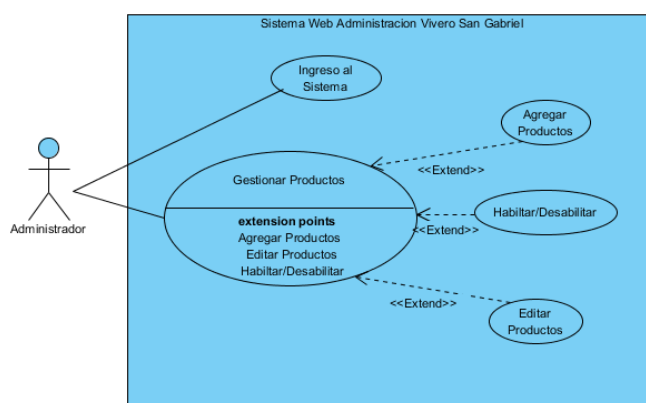 Sistema Web Administracion Vivero San Gabriel
Ingreso al
Sistema
Agregar
Productos
<<Extend>>
Gestionar Productos
Habiltar/Desabilitar
<<Extend>>
extension points
Agregar Productos
Editar Productos
Habiltar/Desabilitar
Administrador
<<Extend>>
Editar
Productos